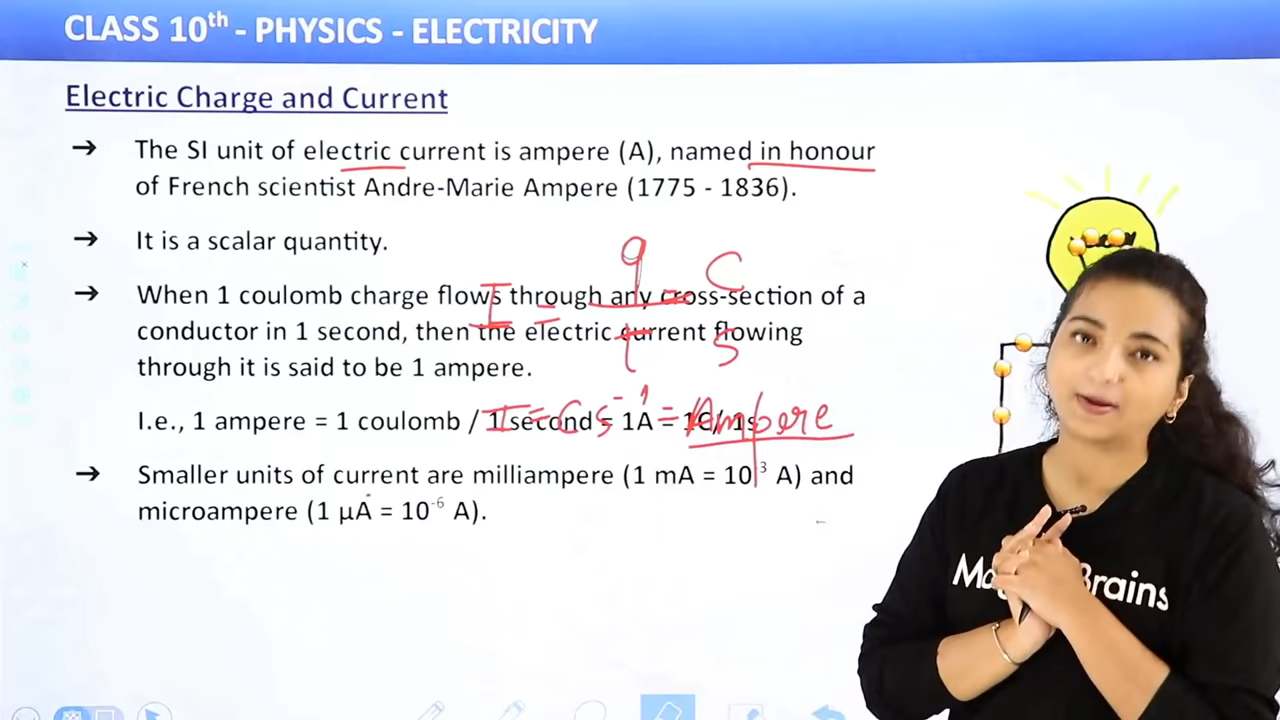 CLASS 10th - PHYSICS - ELECTRICITY
Electric Charge and Current
→ The SI unit of electric current is ampere (A), named in honour
of French scientist Andre-Marie Ampere (1775 - 1836).
→ It is a scalar quantity.
→ When 1 coulomb charge flows through any cross-section of a
conductor in 1 second, then the electric current flowing
through it is said to be 1 ampere.
I = q/t = C/s
I.e., 1 ampere = 1 coulomb / 1 second = 1A = 1C/ 1s
I = Cs⁻¹ = Ampere
→ Smaller units of current are milliampere (1 mA = 10 3 A) and
microampere (1 µA = 10-6 A).
Brains